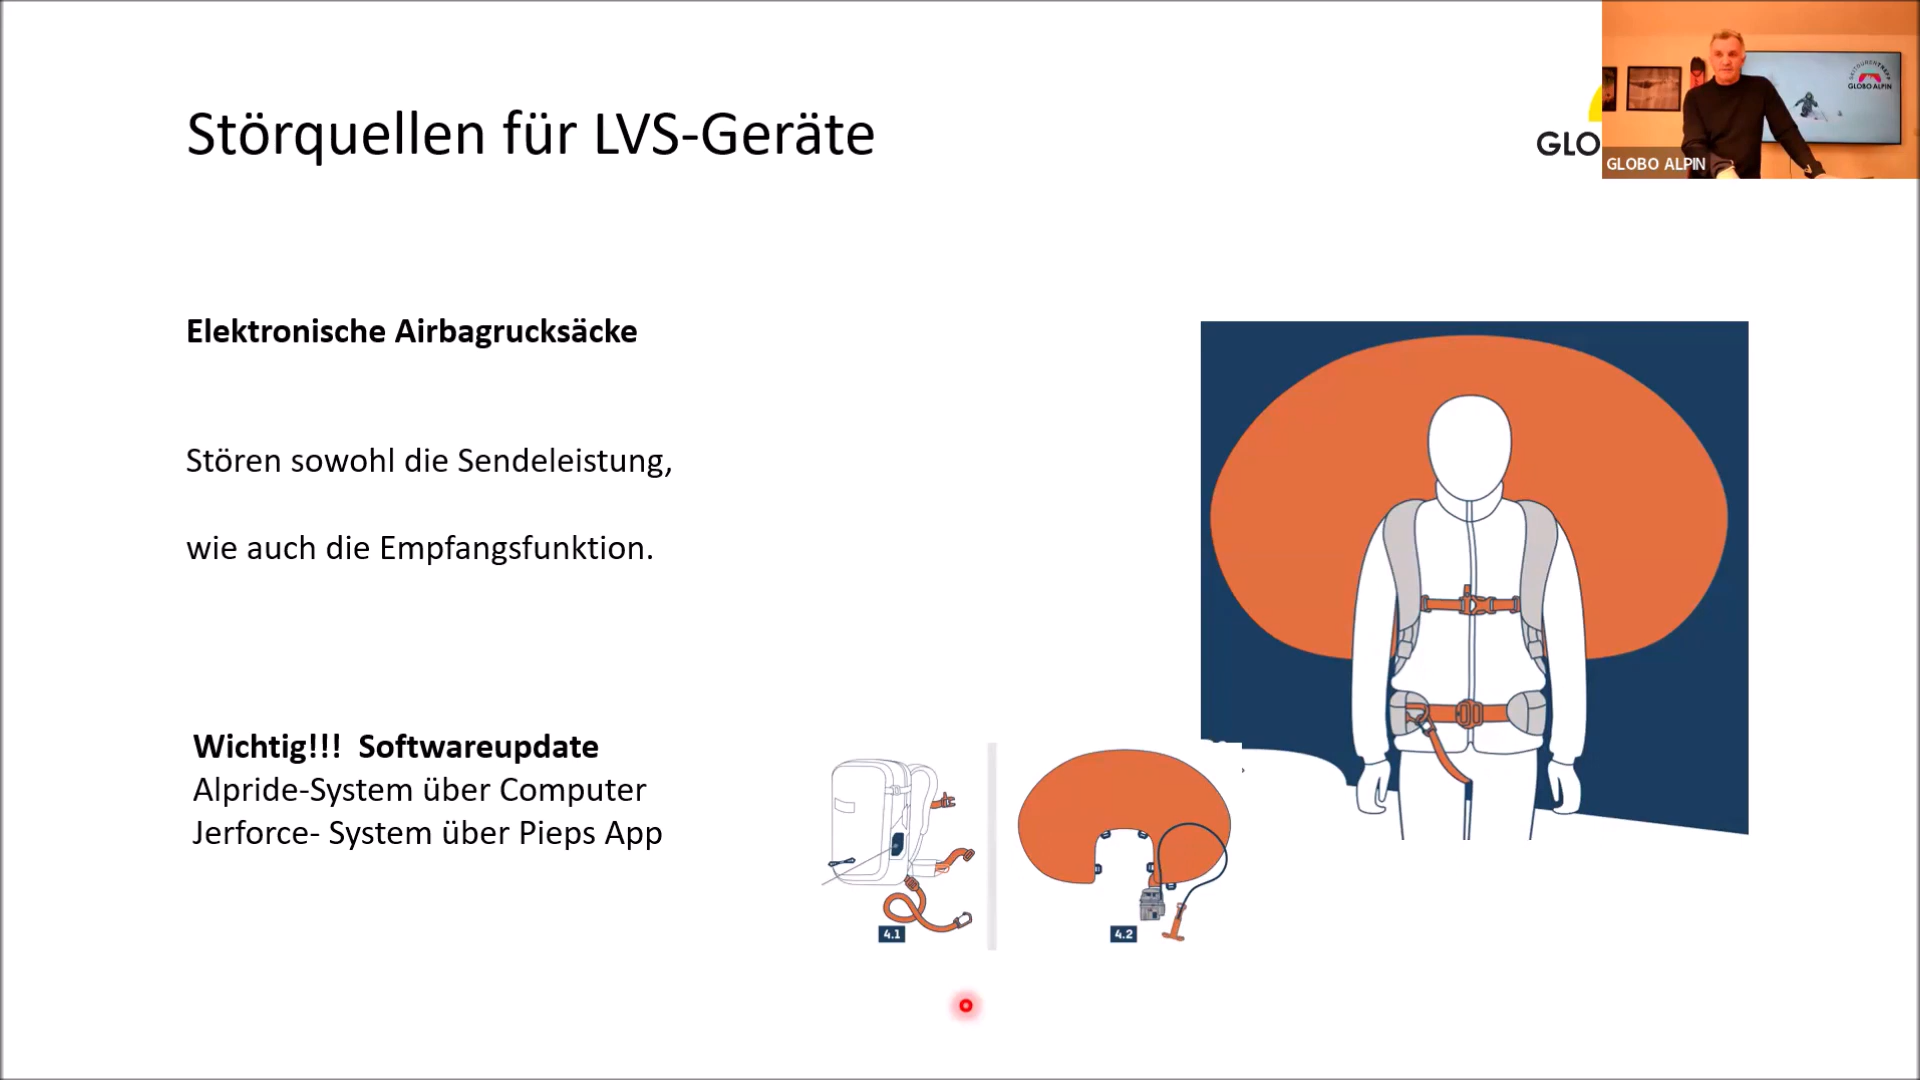 Störquellen für LVS-Geräte
GLO
SKITOURENTREFF
GLOBO ALPIN
GLOBO ALPIN
Elektronische Airbagrucksäcke
Stören sowohl die Sendeleistung,
wie auch die Empfangsfunktion.
Wichtig!!! Softwareupdate
Alpride-System über Computer
Jerforce- System über Pieps App
4.1
4.2